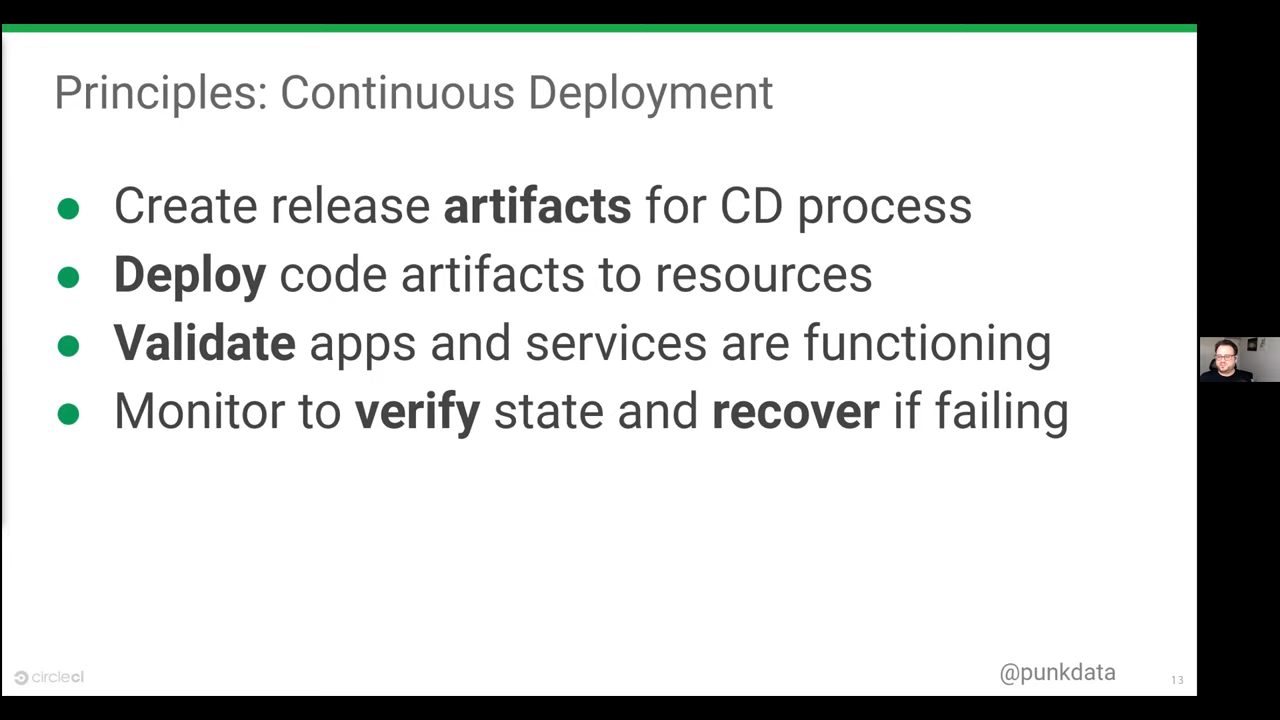 Principles: Continuous Deployment
● Create release artifacts for CD process
● Deploy code artifacts to resources
● Validate apps and services are functioning
● Monitor to verify state and recover if failing
circleci
@punkdata
13